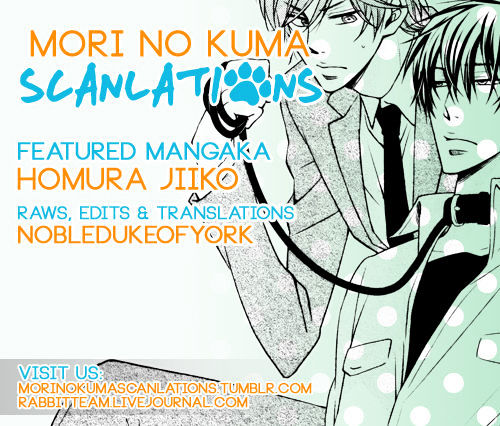 MORI NO KUMA
SCANLATIONS
FEATURED MANGAKA
HOMURA JIIKO
RAWS, EDITS & TRANSLATIONS
NOBLEDUKEOFYORK
VISIT US:
MORINOKUMASCANLATIONS.TUMBLR.COM
RABBITTEAM.LIVEJOURNAL.COM